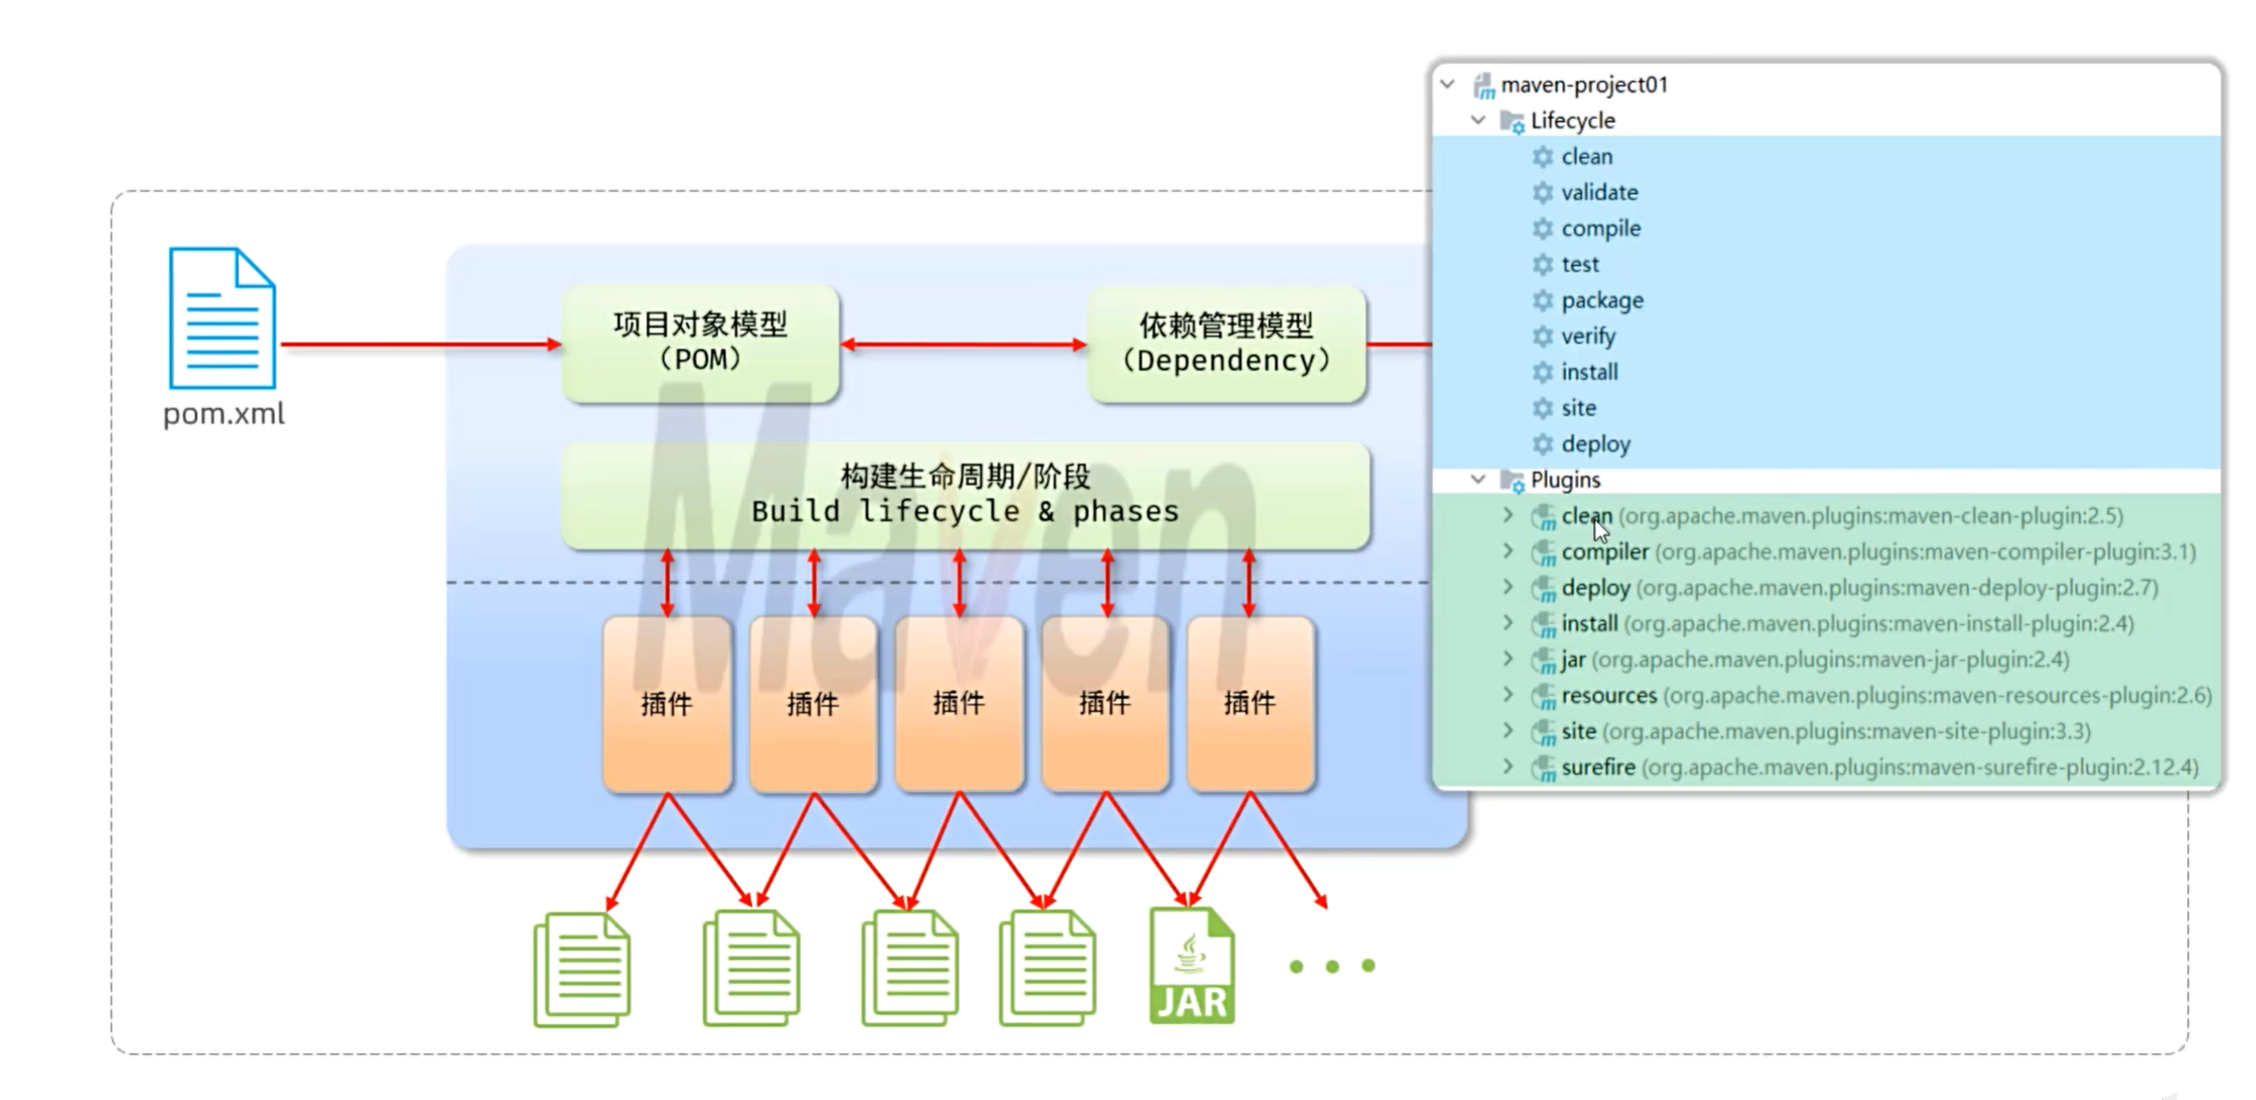 pom.xml
项目对象模型
（POM）
依赖管理模型
（Dependency）
构建生命周期/阶段
Build lifecycle & phases
Maven
插件
插件
插件
插件
插件
JAR
maven-project01
Lifecycle
clean
validate
compile
test
package
verify
install
site
deploy
Plugins
clean (org.apache.maven.plugins:maven-clean-plugin:2.5)
compiler (org.apache.maven.plugins:maven-compiler-plugin:3.1)
deploy (org.apache.maven.plugins:maven-deploy-plugin:2.7)
install (org.apache.maven.plugins:maven-install-plugin:2.4)
jar (org.apache.maven.plugins:maven-jar-plugin:2.4)
resources (org.apache.maven.plugins:maven-resources-plugin:2.6)
site (org.apache.maven.plugins:maven-site-plugin:3.3)
surefire (org.apache.maven.plugins:maven-surefire-plugin:2.12.4)